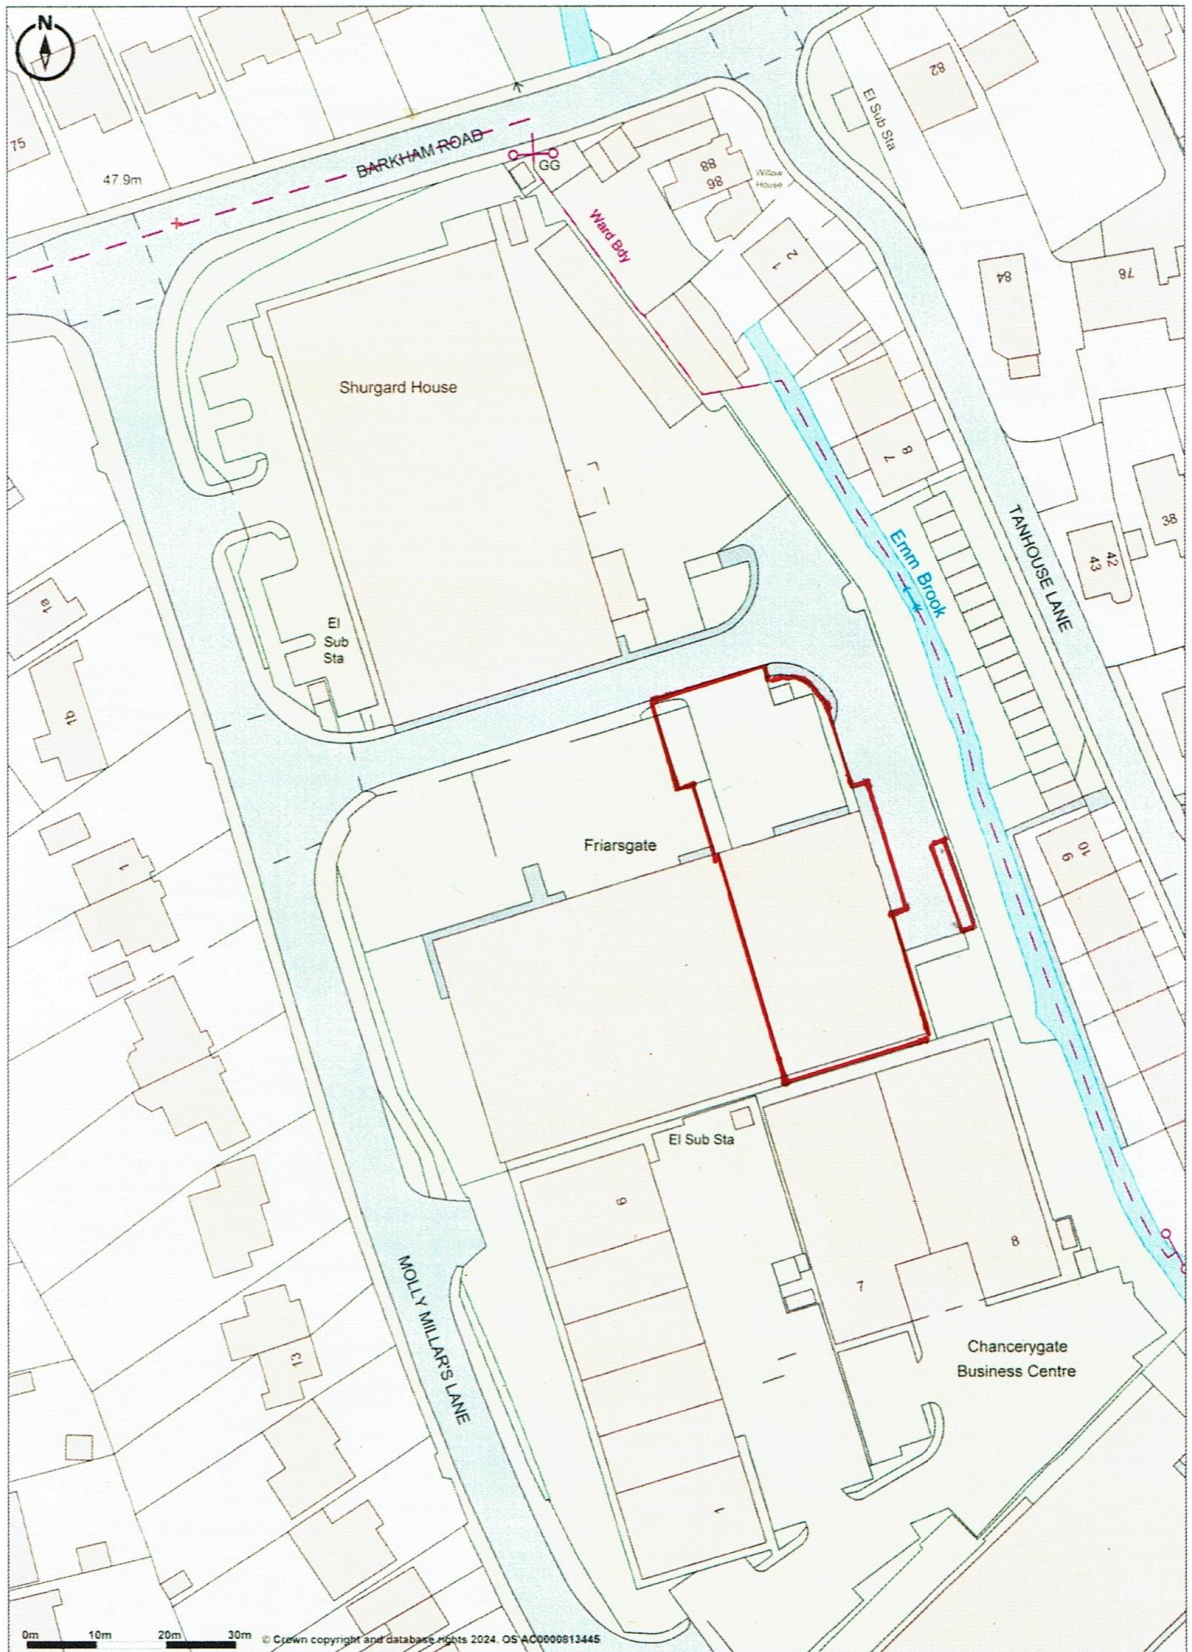 N
82
El Sub Sta
75
BARKHAM ROAD
47.9m
GG
88
86
Willow
House
Ward Bdy
1 2
84
78
Shurgard House
8
7
38
Emm Brook
TANHOUSE LANE
42
43
1a
El
Sub
Sta
1b
Friarsgate
1
10
9
El Sub Sta
9
8
7
MOLLY MILLAR'S LANE
13
Chancerygate
Business Centre
1
0m 10m 20m 30m © Crown copyright and database rights 2024. OS AC0000813445